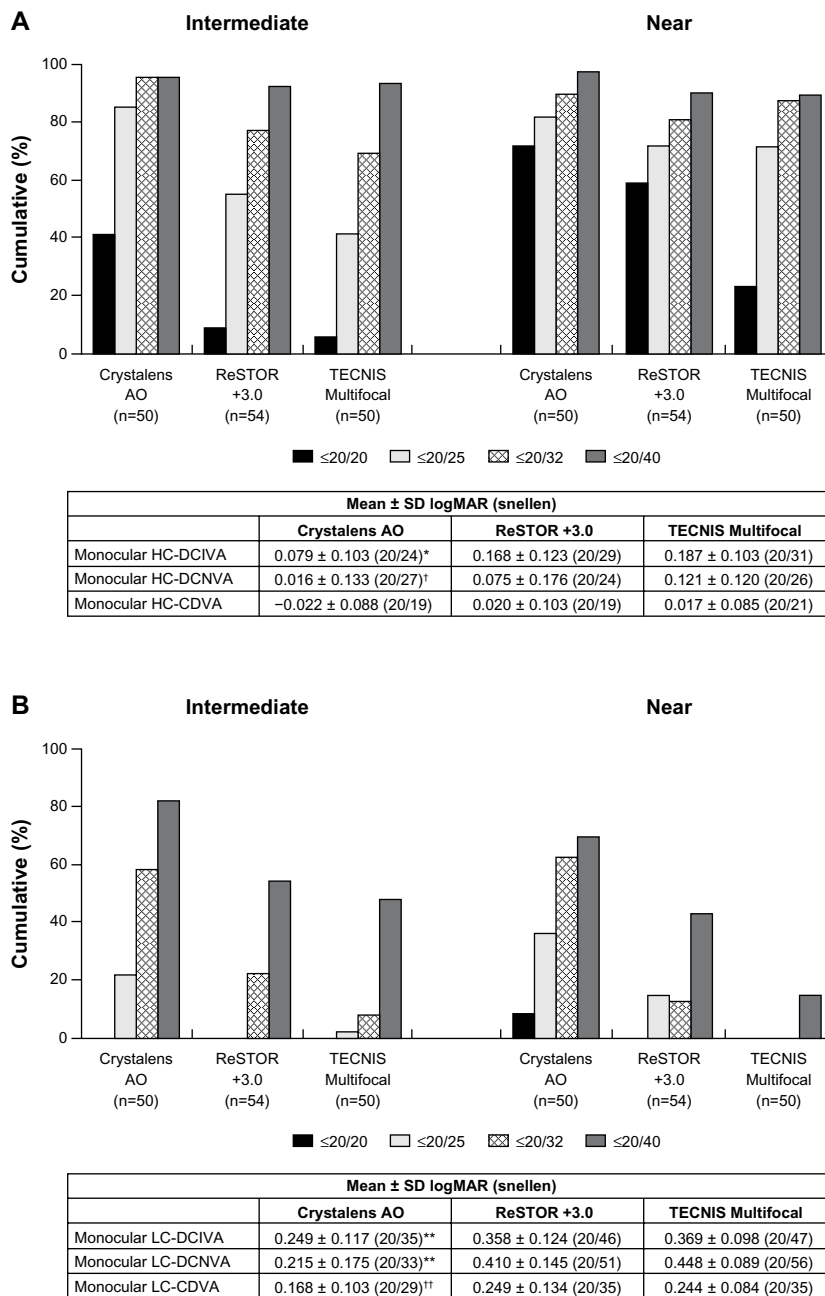 A
Intermediate Near
Cumulative (%)
100
80
60
40
20
0
Crystalens AO (n=50)
ReSTOR +3.0 (n=54)
TECNIS Multifocal (n=50)
Crystalens AO (n=50)
ReSTOR +3.0 (n=54)
TECNIS Multifocal (n=50)
≤20/20 ≤20/25 ≤20/32 ≤20/40
Mean ± SD logMAR (snellen)
Crystalens AO ReSTOR +3.0 TECNIS Multifocal
Monocular HC-DCIVA 0.079 ± 0.103 (20/24)* 0.168 ± 0.123 (20/29) 0.187 ± 0.103 (20/31)
Monocular HC-DCNVA 0.016 ± 0.133 (20/27)† 0.075 ± 0.176 (20/24) 0.121 ± 0.120 (20/26)
Monocular HC-CDVA −0.022 ± 0.088 (20/19) 0.020 ± 0.103 (20/19) 0.017 ± 0.085 (20/21)
B
Intermediate Near
Cumulative (%)
100
80
60
40
20
0
Crystalens AO (n=50)
ReSTOR +3.0 (n=54)
TECNIS Multifocal (n=50)
Crystalens AO (n=50)
ReSTOR +3.0 (n=54)
TECNIS Multifocal (n=50)
≤20/20 ≤20/25 ≤20/32 ≤20/40
Mean ± SD logMAR (snellen)
Crystalens AO ReSTOR +3.0 TECNIS Multifocal
Monocular LC-DCIVA 0.249 ± 0.117 (20/35)** 0.358 ± 0.124 (20/46) 0.369 ± 0.098 (20/47)
Monocular LC-DCNVA 0.215 ± 0.175 (20/33)** 0.410 ± 0.145 (20/51) 0.448 ± 0.089 (20/56)
Monocular LC-CDVA 0.168 ± 0.103 (20/29)†† 0.249 ± 0.134 (20/35) 0.244 ± 0.084 (20/35)